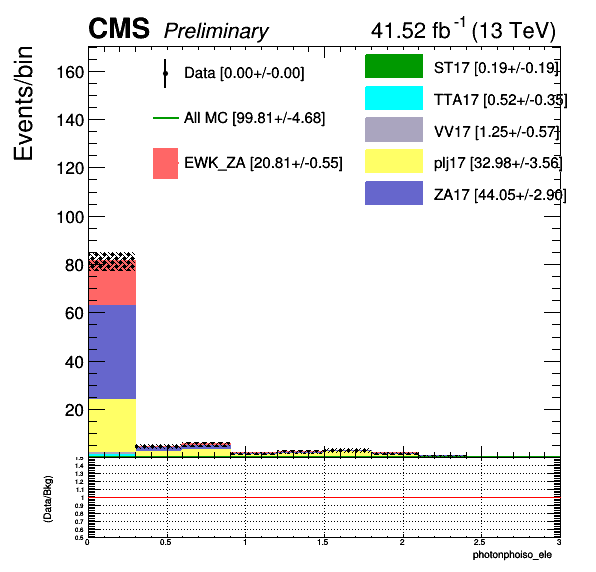 CMS Preliminary 41.52 fb⁻¹ (13 TeV)
Events/bin
160
140
120
100
80
60
40
20
Data [0.00+/-0.00]
All MC [99.81+/-4.68]
EWK_ZA [20.81+/-0.55]
ST17 [0.19+/-0.19]
TTA17 [0.52+/-0.35]
VV17 [1.25+/-0.57]
plj17 [32.98+/-3.56]
ZA17 [44.05+/-2.90]
(Data/Bkg)
1.5
1.4
1.3
1.2
1.1
1
0.9
0.8
0.7
0.6
0.5
0 0.5 1 1.5 2 2.5 3
photonphoiso_ele